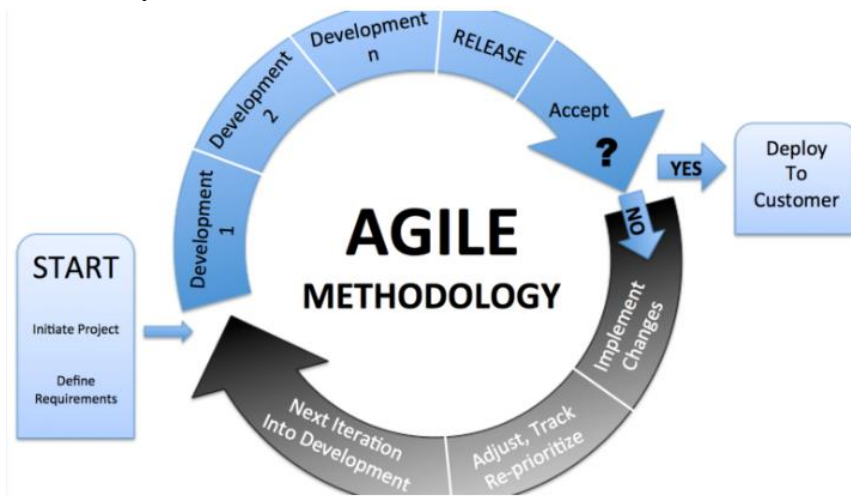 START
Initiate Project
Define
Requirements
Development
1
Development
2
Development
n
RELEASE
Accept
?
YES
Deploy
To
Customer
NO
Implement
Changes
Adjust, Track
Re-prioritize
Next Iteration
Into Development
AGILE
METHODOLOGY